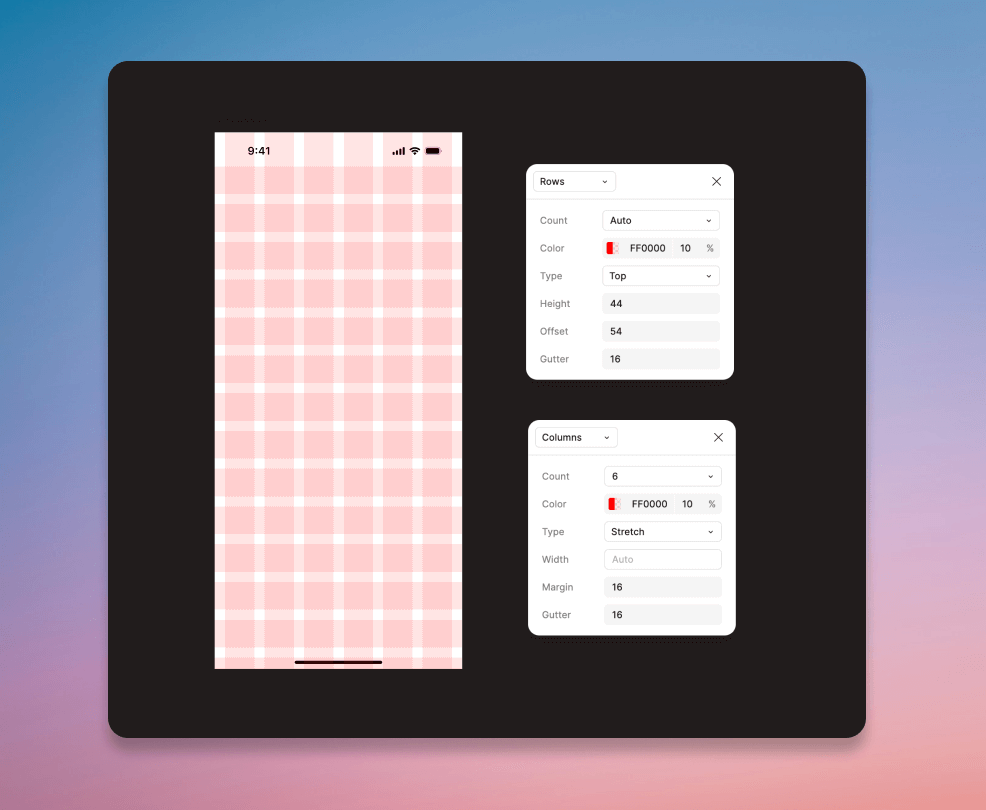 9:41
Rows
Count Auto
Color FF0000 10 %
Type Top
Height 44
Offset 54
Gutter 16
Columns
Count 6
Color FF0000 10 %
Type Stretch
Width Auto
Margin 16
Gutter 16